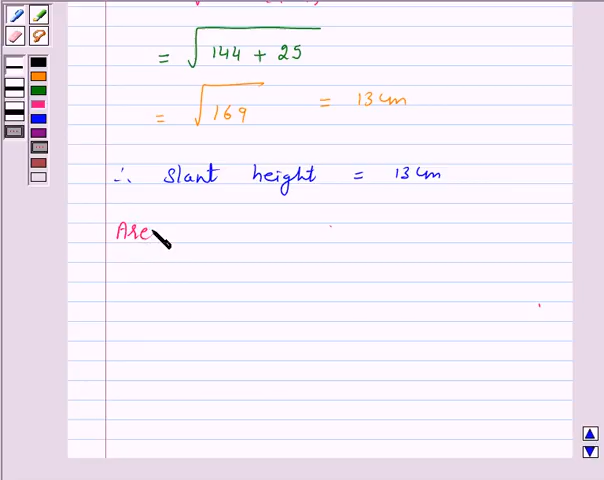 = √144 + 25
= √169 = 13 cm
∴ Slant height = 13 cm
Are